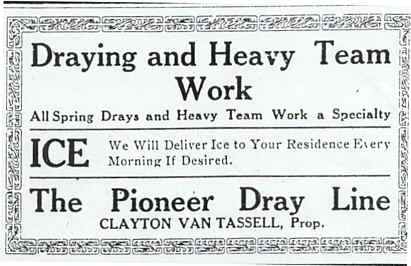 Draying and Heavy Team
Work
All Spring Drays and Heavy Team Work a Specialty
ICE
We Will Deliver Ice to Your Residence Every
Morning If Desired.
The Pioneer Dray Line
CLAYTON VAN TASSELL, Prop.